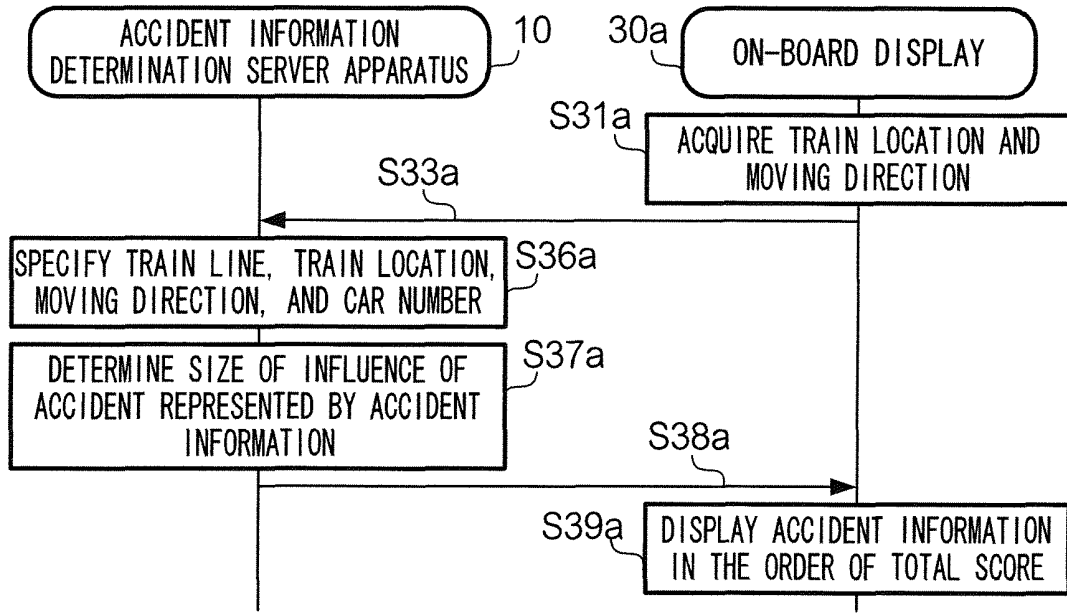 ACCIDENT INFORMATION
DETERMINATION SERVER APPARATUS
10
30a
ON-BOARD DISPLAY
S31a
ACQUIRE TRAIN LOCATION AND
MOVING DIRECTION
S33a
SPECIFY TRAIN LINE, TRAIN LOCATION,
MOVING DIRECTION, AND CAR NUMBER
S36a
DETERMINE SIZE OF INFLUENCE OF
ACCIDENT REPRESENTED BY ACCIDENT
INFORMATION
S37a
S38a
S39a
DISPLAY ACCIDENT INFORMATION
IN THE ORDER OF TOTAL SCORE